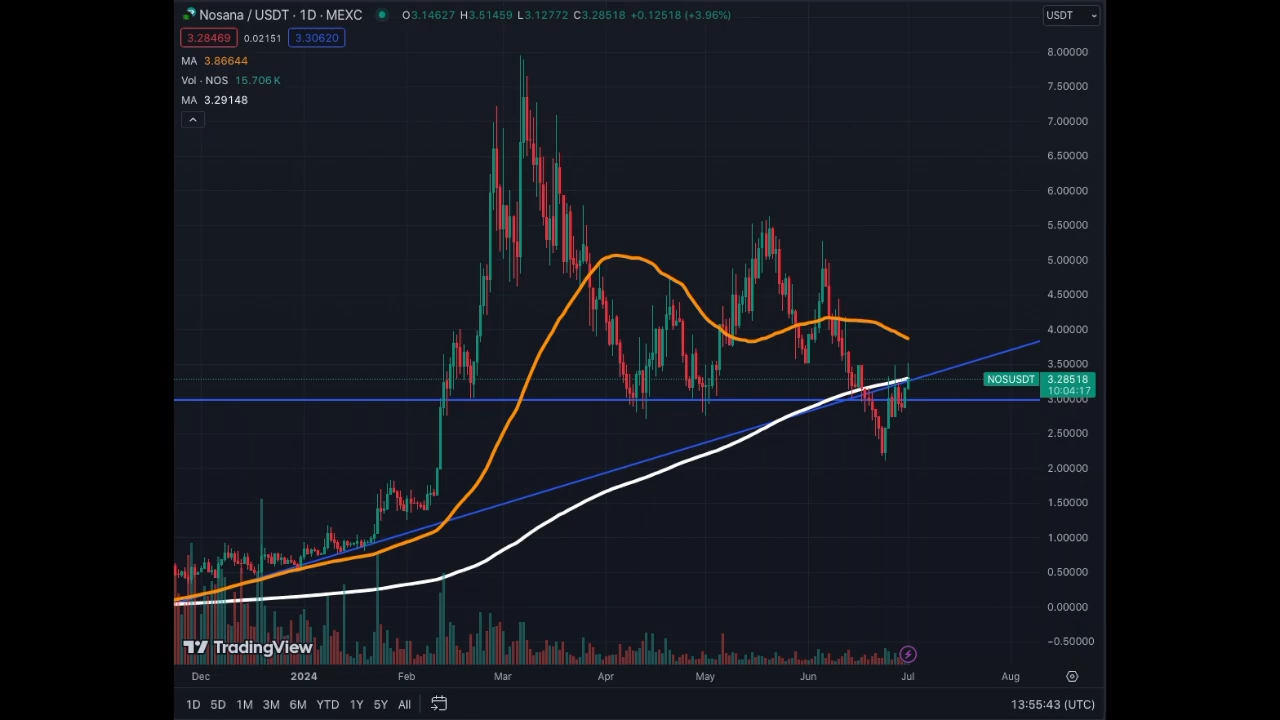 Nosana / USDT · 1D · MEXC O3.14627 H3.51459 L3.12772 C3.28518 +0.12518 (+3.96%)
USDT
3.28469 0.02151 3.30620
MA 3.86644
Vol · NOS 15.706 K
MA 3.29148
8.00000
7.50000
7.00000
6.50000
6.00000
5.50000
5.00000
4.50000
4.00000
3.50000
NOSUSDT 3.28518
10:04:17
3.00000
2.50000
2.00000
1.50000
1.00000
0.50000
0.00000
−0.50000
TradingView
Dec 2024 Feb Mar Apr May Jun Jul Aug
1D 5D 1M 3M 6M YTD 1Y 5Y All 13:55:43 (UTC)